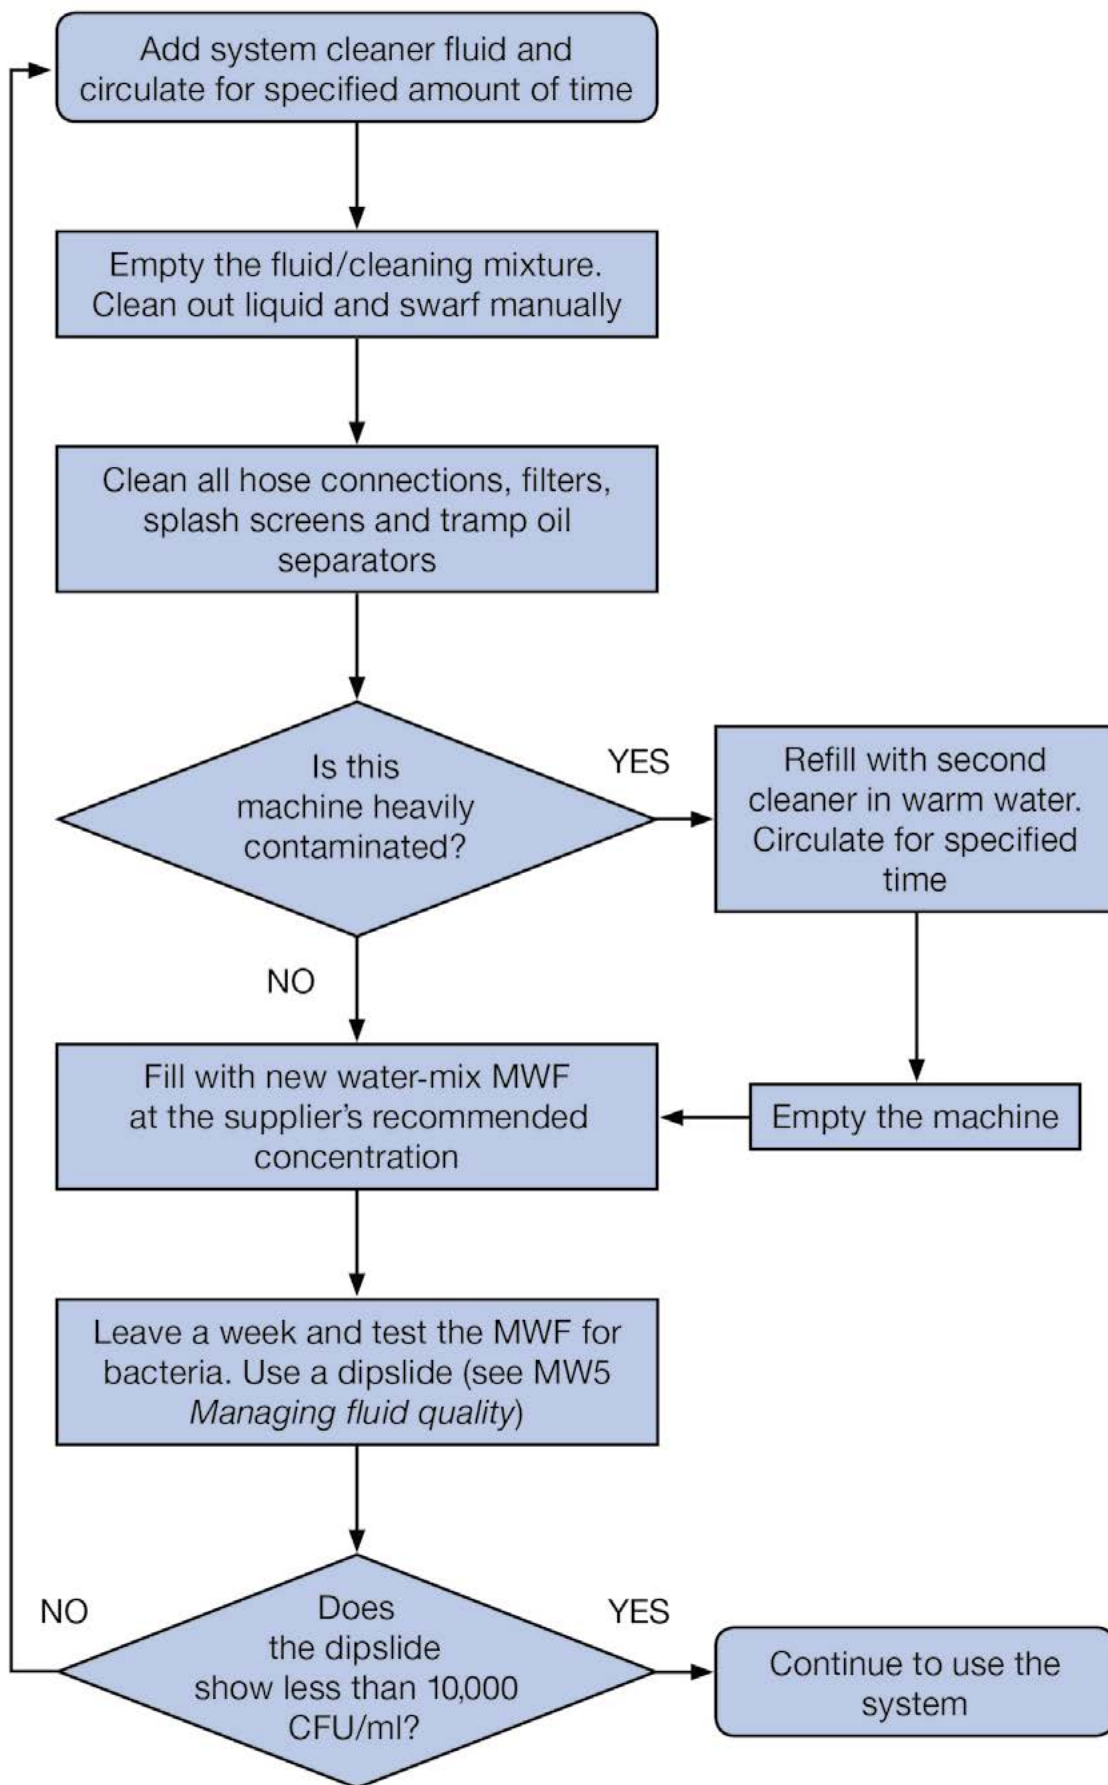 Add system cleaner fluid and
circulate for specified amount of time
Empty the fluid/cleaning mixture.
Clean out liquid and swarf manually
Clean all hose connections, filters,
splash screens and tramp oil
separators
Is this
machine heavily
contaminated?
YES
Refill with second
cleaner in warm water.
Circulate for specified
time
NO
Fill with new water-mix MWF
at the supplier’s recommended
concentration
Empty the machine
Leave a week and test the MWF for
bacteria. Use a dipslide (see MW5
Managing fluid quality)
NO
Does
the dipslide
show less than 10,000
CFU/ml?
YES
Continue to use the
system